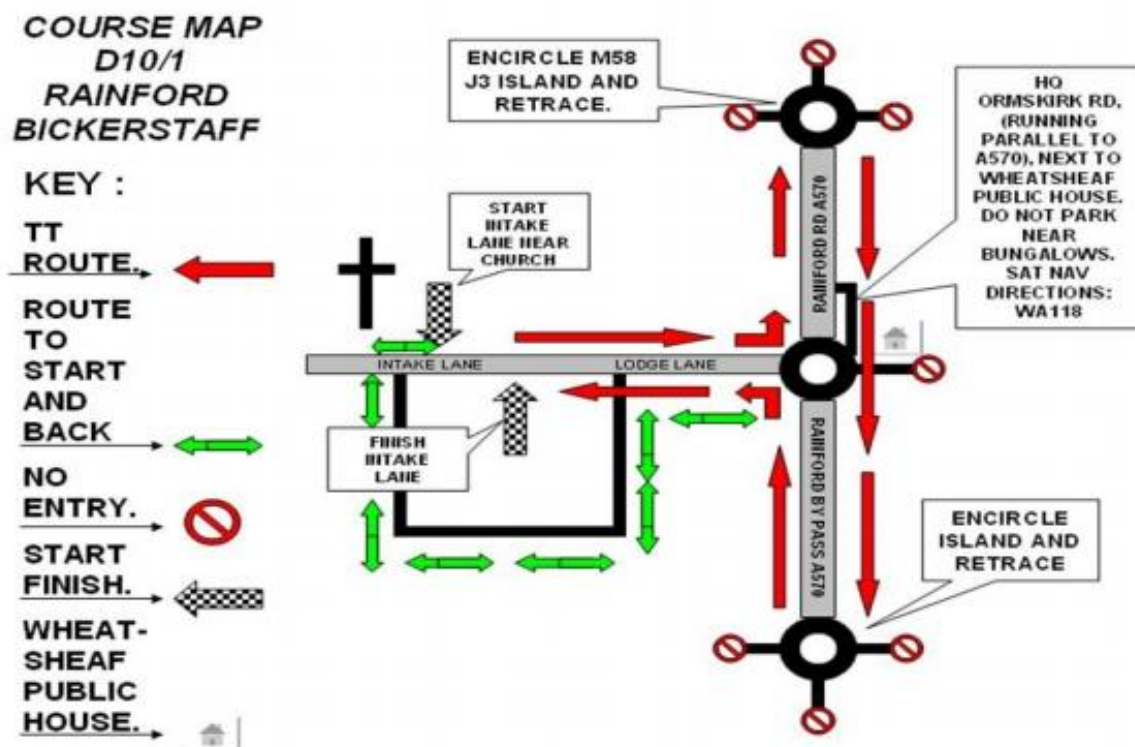 COURSE MAP
D10/1
RAINFORD
BICKERSTAFF
KEY :
TT
ROUTE.
ROUTE
TO
START
AND
BACK
NO
ENTRY.
START
FINISH.
WHEAT-
SHEAF
PUBLIC
HOUSE.
ENCIRCLE M58
J3 ISLAND AND
RETRACE.
HQ
ORMSKIRK RD,
(RUNNING
PARALLEL TO
A570), NEXT TO
WHEATSHEAF
PUBLIC HOUSE.
DO NOT PARK
NEAR
BUNGALOWS.
SAT NAV
DIRECTIONS:
WA118
START
INTAKE
LANE NEAR
CHURCH
RAINFORD RD A570
INTAKE LANE
LODGE LANE
FINISH
INTAKE
LANE
RAINFORD BY PASS A570
ENCIRCLE
ISLAND AND
RETRACE